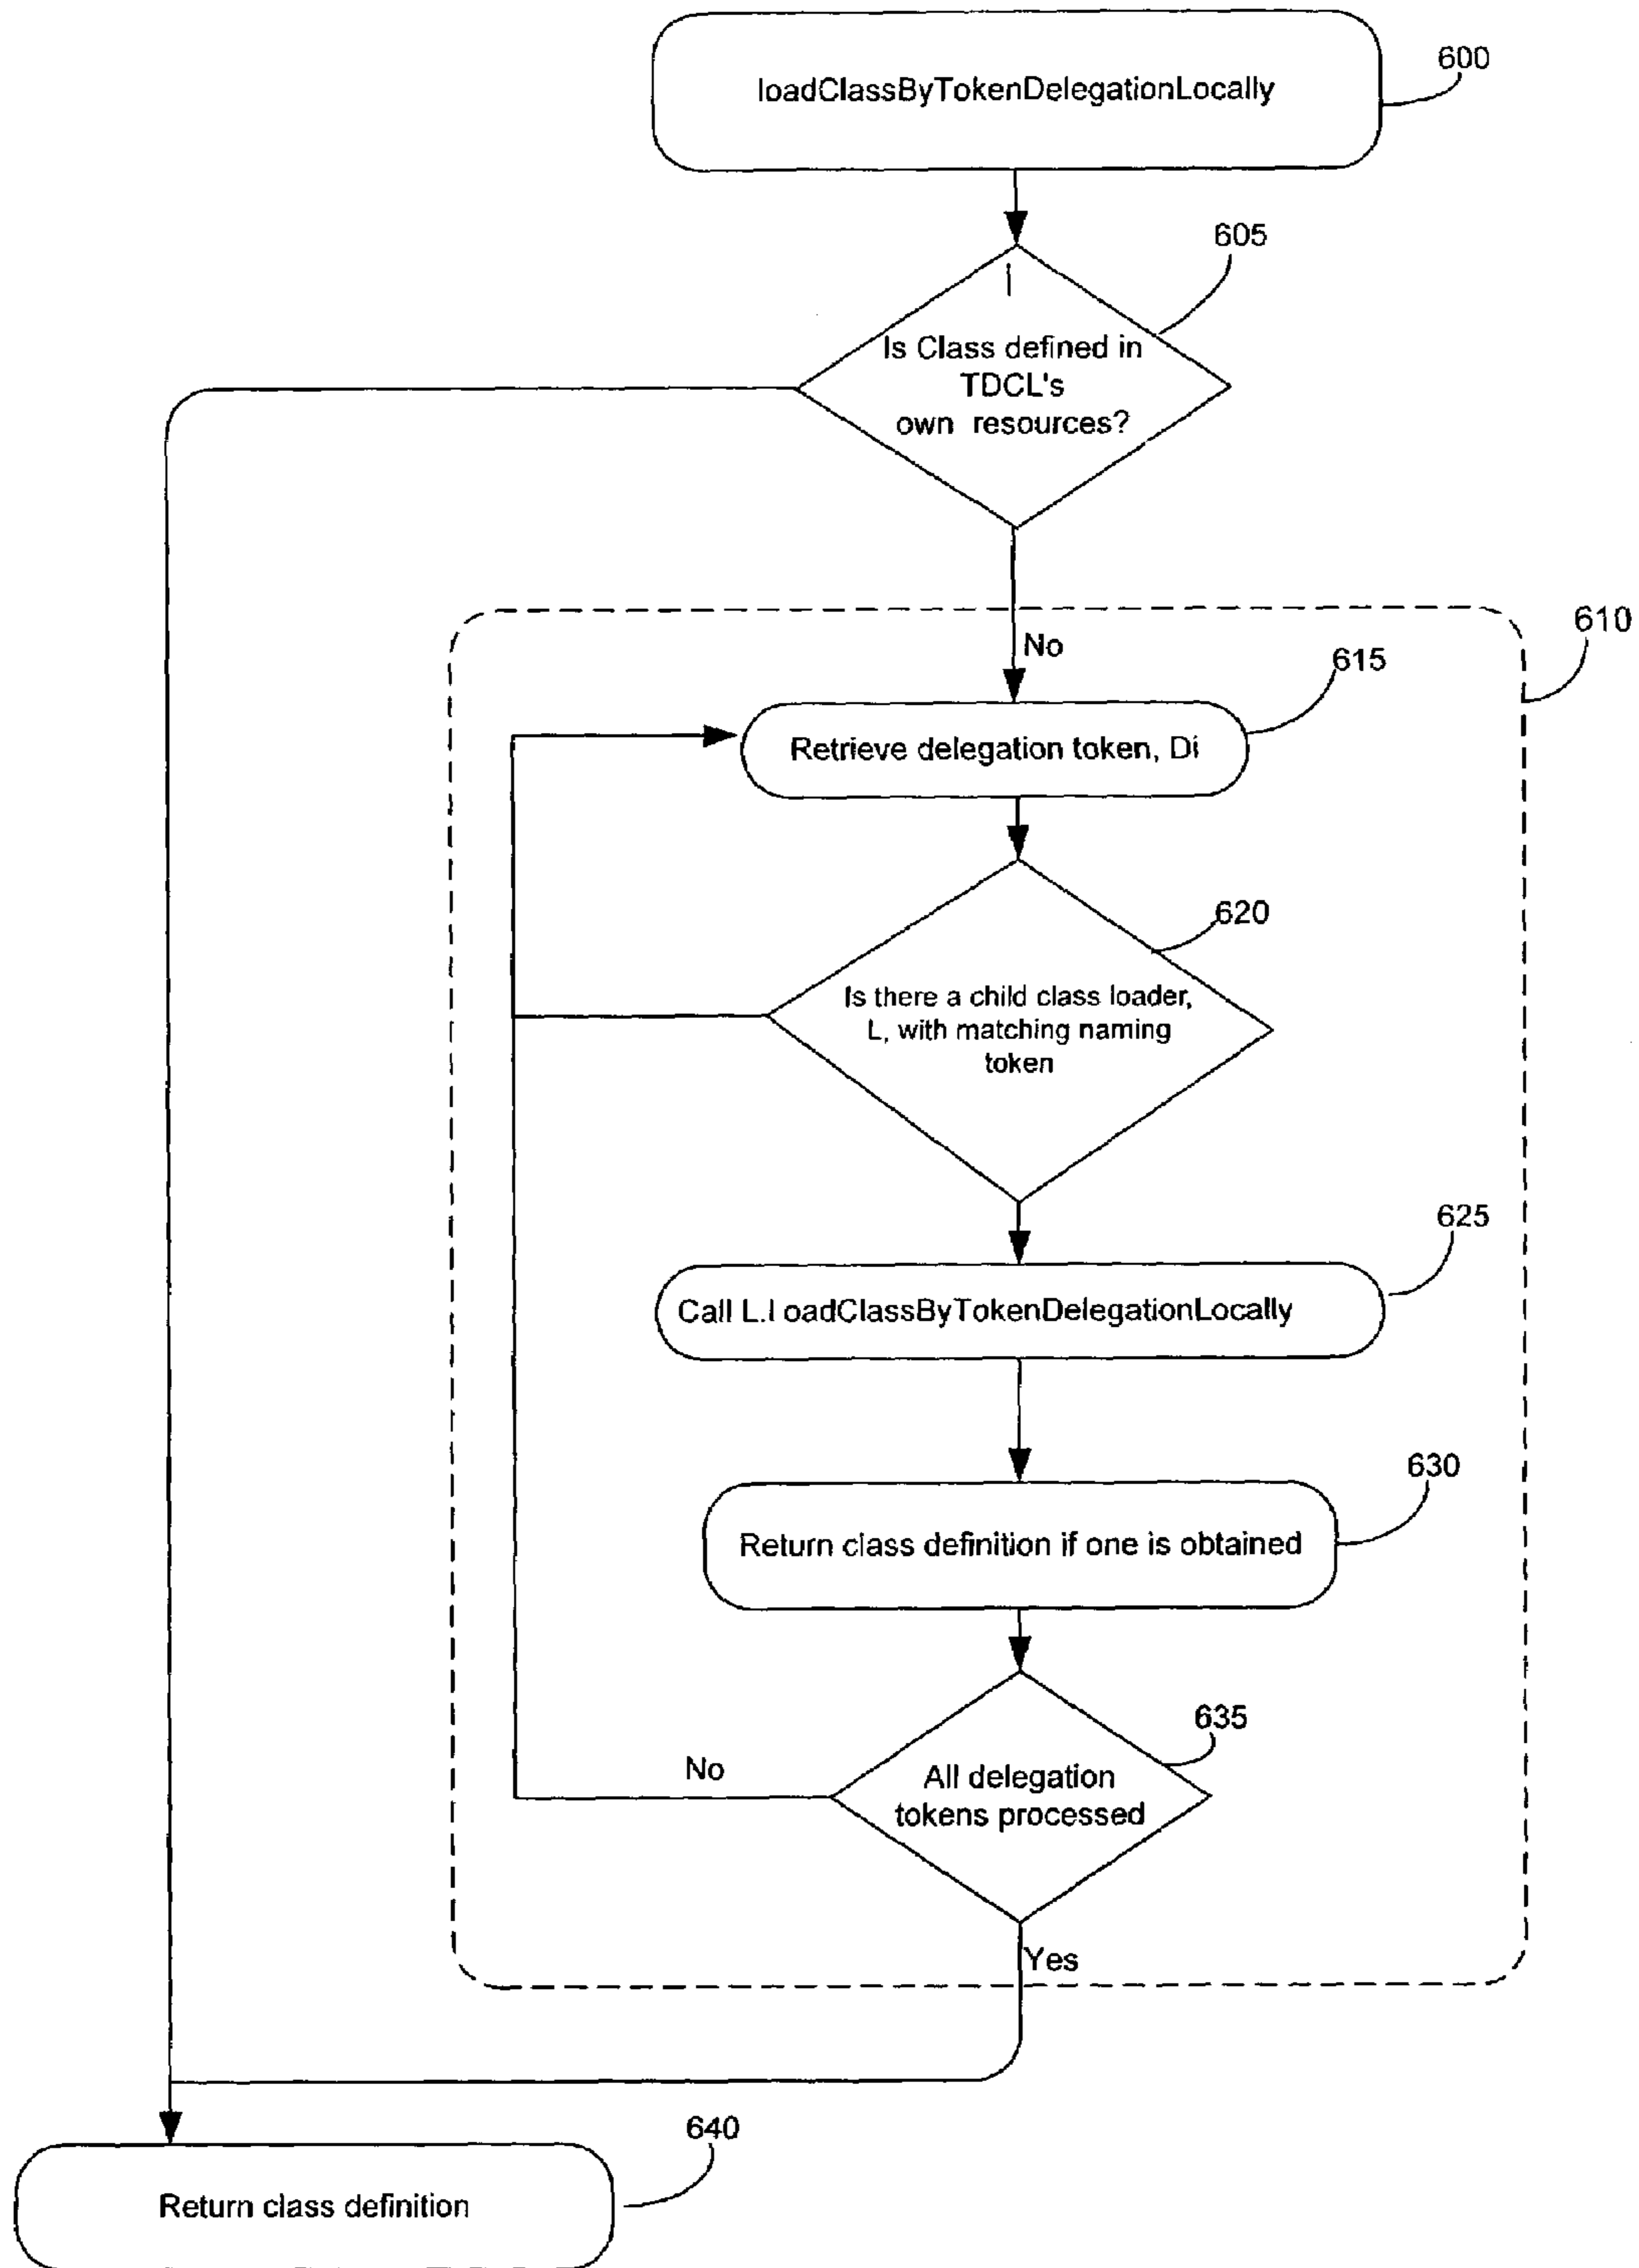 loadClassByTokenDelegationLocally
600
605
Is Class defined in
TDCL's
own resources?
610
No
615
Retrieve delegation token, Di
620
Is there a child class loader,
L, with matching naming
token
625
Call L.l oadClassByTokenDelegationLocally
630
Return class definition if one is obtained
635
No
All delegation
tokens processed
Yes
640
Return class definition